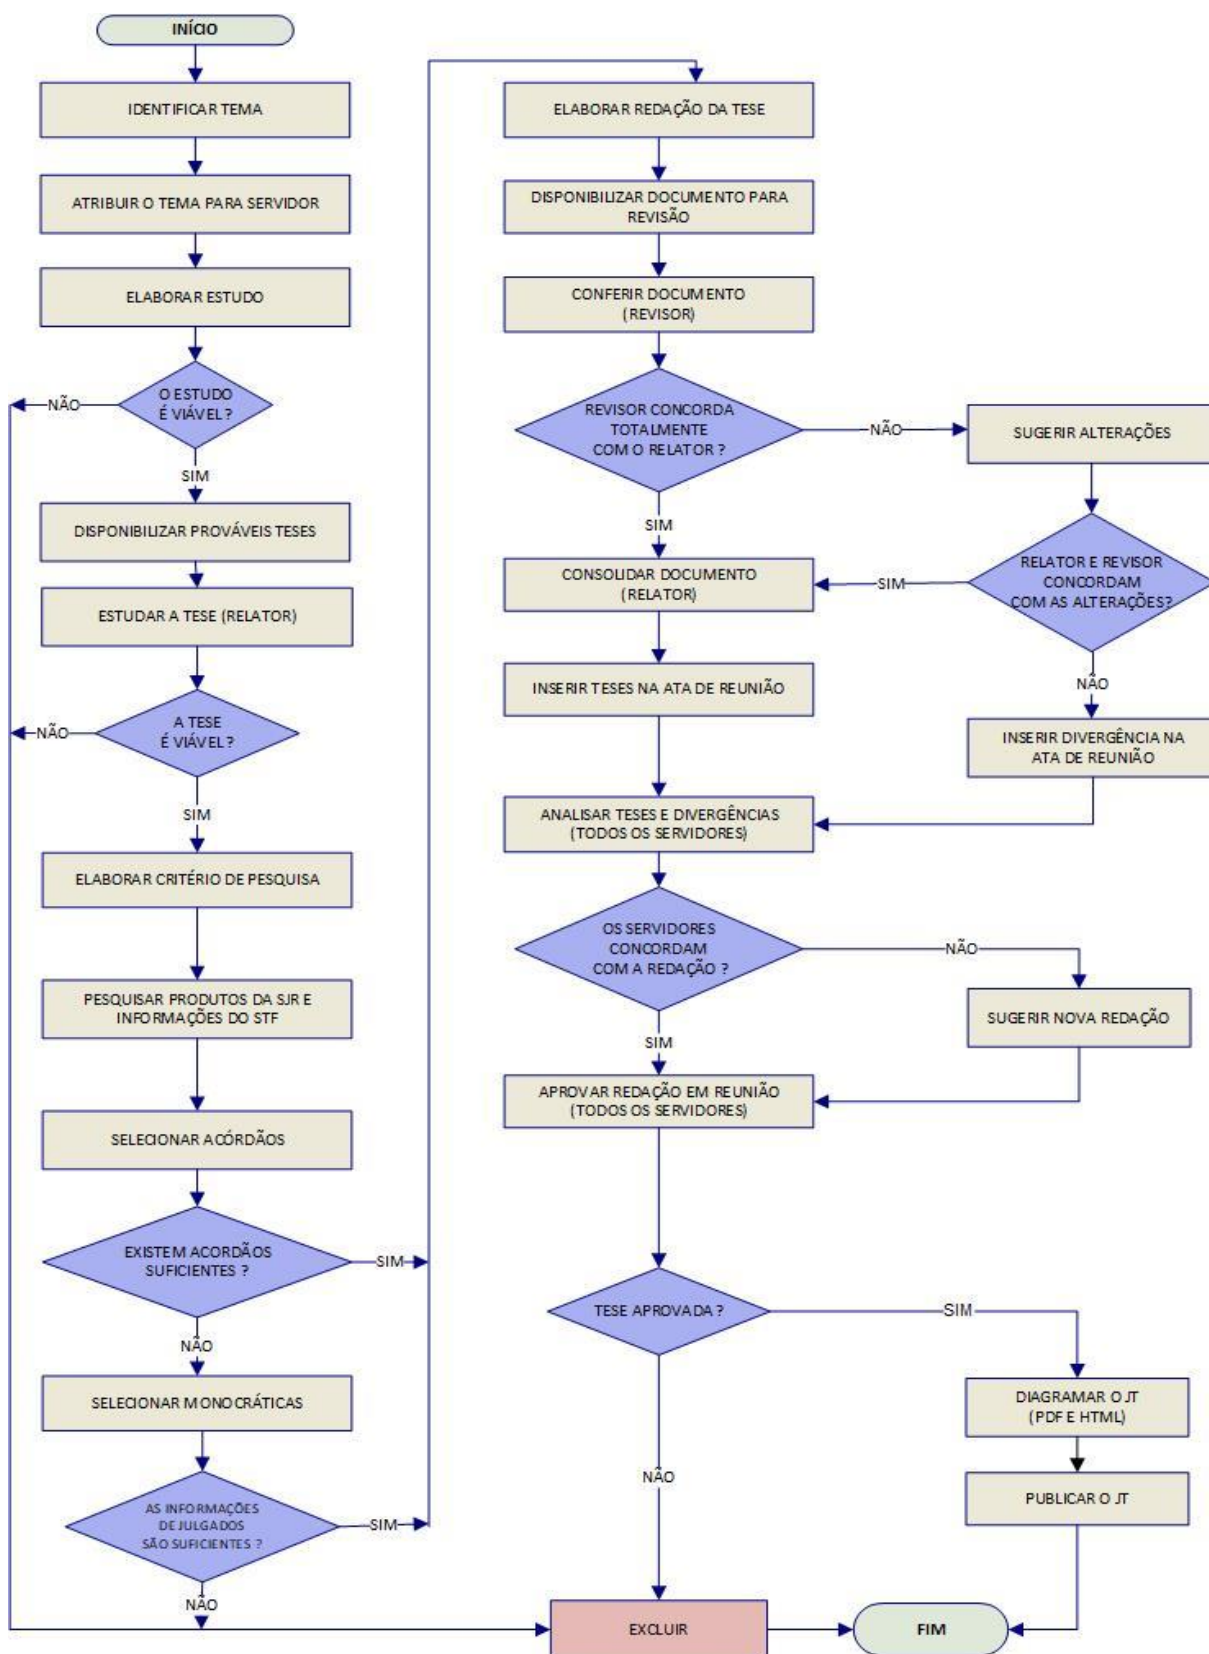 INÍCIO
IDENTIFICAR TEMA
ATRIBUIR O TEMA PARA SERVIDOR
ELABORAR ESTUDO
O ESTUDO
É VIÁVEL ?
NÃO
SIM
DISPONIBILIZAR PROVÁVEIS TESES
ESTUDAR A TESE (RELATOR)
A TESE
É VIÁVEL ?
NÃO
SIM
ELABORAR CRITÉRIO DE PESQUISA
PESQUISAR PRODUTOS DA SJR E
INFORMAÇÕES DO STF
SELECIONAR ACÓRDÃOS
EXISTEM ACORDÃOS
SUFICIENTES ?
SIM
NÃO
SELECIONAR MONOCRÁTICAS
AS INFORMAÇÕES
DE JULGADOS
SÃO SUFICIENTES ?
SIM
NÃO
ELABORAR REDAÇÃO DA TESE
DISPONIBILIZAR DOCUMENTO PARA
REVISÃO
CONFERIR DOCUMENTO
(REVISOR)
REVISOR CONCORDA
TOTALMENTE
COM O RELATOR ?
NÃO
SUGERIR ALTERAÇÕES
SIM
RELATOR E REVISOR
CONCORDAM
COM AS ALTERAÇÕES?
SIM
CONSOLIDAR DOCUMENTO
(RELATOR)
NÃO
INSERIR TESES NA ATA DE REUNIÃO
INSERIR DIVERGÊNCIA NA
ATA DE REUNIÃO
ANALISAR TESES E DIVERGÊNCIAS
(TODOS OS SERVIDORES)
OS SERVIDORES
CONCORDAM
COM A REDAÇÃO ?
NÃO
SUGERIR NOVA REDAÇÃO
SIM
APROVAR REDAÇÃO EM REUNIÃO
(TODOS OS SERVIDORES)
TESE APROVADA ?
SIM
DIAGRAMAR O JT
(PDF E HTML)
PUBLICAR O JT
NÃO
EXCLUIR
FIM